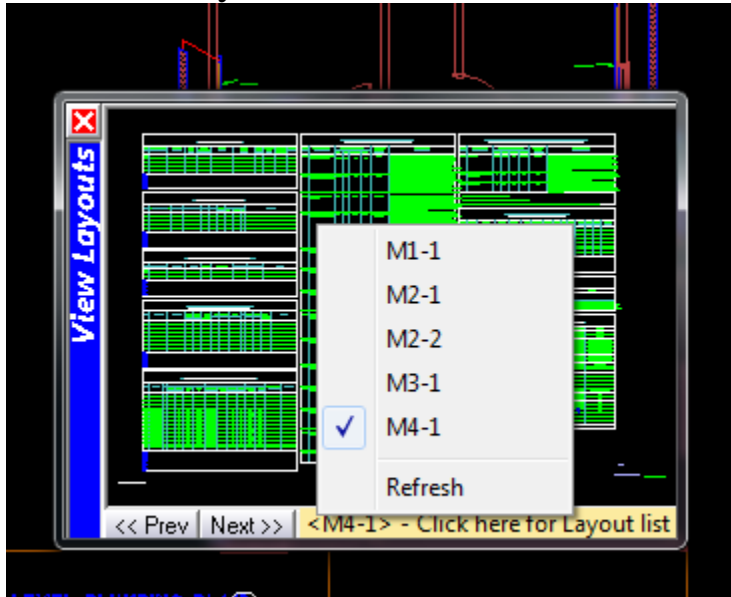 View Layouts
M1-1
M2-1
M2-2
M3-1
M4-1
Refresh
<< Prev
Next >>
<M4-1> - Click here for Layout list